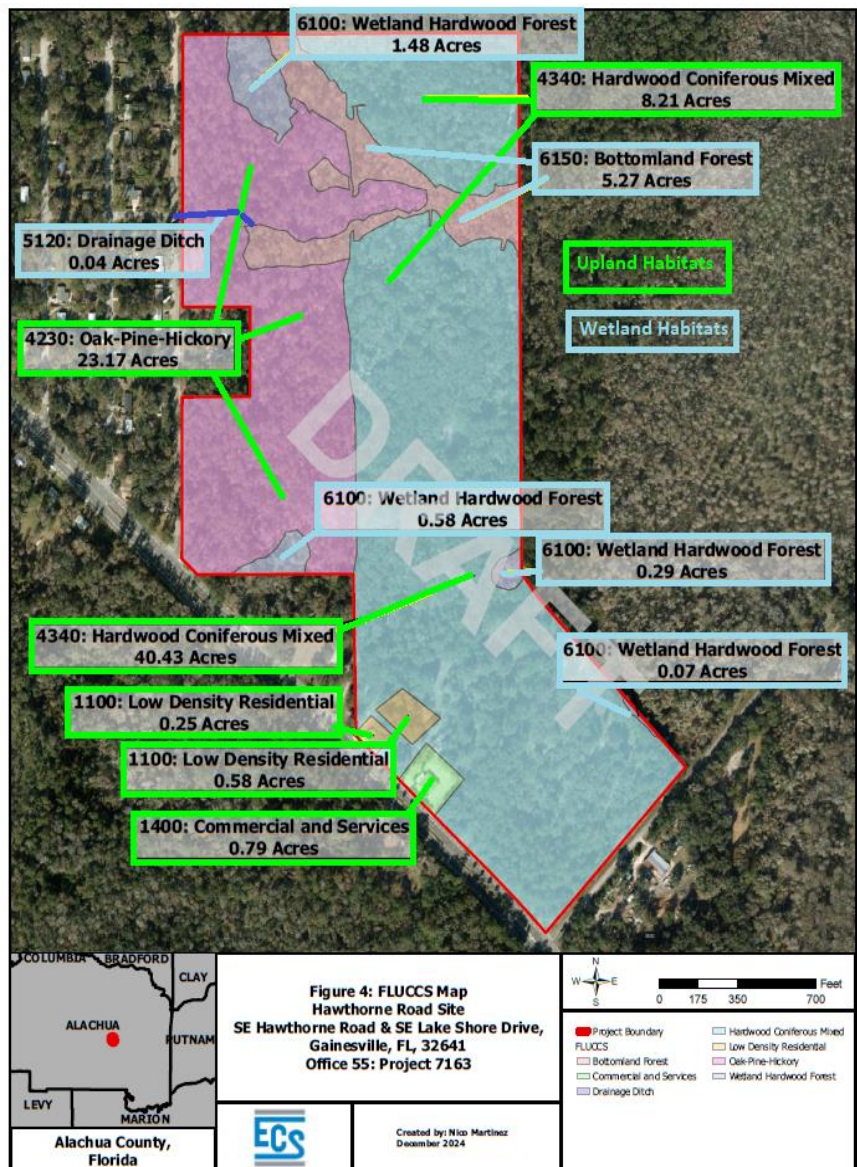 6100: Wetland Hardwood Forest
1.48 Acres
4340: Hardwood Coniferous Mixed
8.21 Acres
6150: Bottomland Forest
5.27 Acres
5120: Drainage Ditch
0.04 Acres
Upland Habitats
Wetland Habitats
4230: Oak-Pine-Hickory
23.17 Acres
DRAFT
6100: Wetland Hardwood Forest
0.58 Acres
6100: Wetland Hardwood Forest
0.29 Acres
4340: Hardwood Coniferous Mixed
40.43 Acres
6100: Wetland Hardwood Forest
0.07 Acres
1100: Low Density Residential
0.25 Acres
1100: Low Density Residential
0.58 Acres
1400: Commercial and Services
0.79 Acres
COLUMBIA
BRADFORD
CLAY
ALACHUA
PUTNAM
LEVY
MARION
Alachua County,
Florida
Figure 4: FLUCCS Map
Hawthorne Road Site
SE Hawthorne Road & SE Lake Shore Drive,
Gainesville, FL, 32641
Office 55: Project 7163
ECS
Created by: Nico Martinez
December 2024
N
W E
S
0 175 350 700 Feet
Project Boundary
FLUCCS
Bottomland Forest
Commercial and Services
Drainage Ditch
Hardwood Coniferous Mixed
Low Density Residential
Oak-Pine-Hickory
Wetland Hardwood Forest